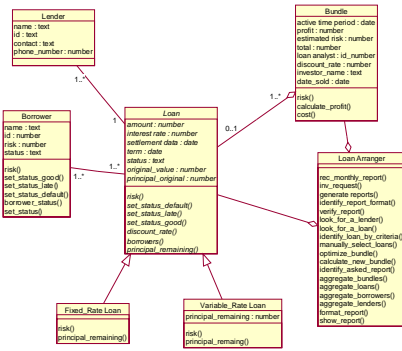 Lender
name : text
id : number
contact : text
phone_number : number
1..*
1
Bundle
active time period : date
profit : number
estimated risk : number
total : number
loan analyst : id_number
discount_rate : number
investor_name : text
date_sold : date
risk()
calculate_profit()
cost()
1..*
0..1
Borrower
name : text
id : number
risk : number
status : text
risk()
set_status_good()
set_status_late()
set_status_default()
borrower_status()
set_status()
1..*
1..*
Loan
amount : number
interest rate : number
settlement data : date
term : date
status : text
original_value : number
principal_original : number
risk()
set_status_default()
set_status_late()
set_status_good()
discount_rate()
borrowers()
principal_remaining()
Loan Arranger
rec_monthly_report()
inv_request()
generate reports()
identify_report_format()
verify_report()
look_for_a_lender()
look_for_a_loan()
identify_loan_by_criteria()
manually_select_loans()
optimize_bundle()
calculate_new_bundle()
identify_asked_report()
aggregate_bundles()
aggregate_loans()
aggregate_borrowers()
aggregate_lenders()
format_report()
show_report()
Fixed_Rate Loan
risk()
principal_remaining()
Variable_Rate Loan
principal_remaining : number
risk()
principal_remaing()